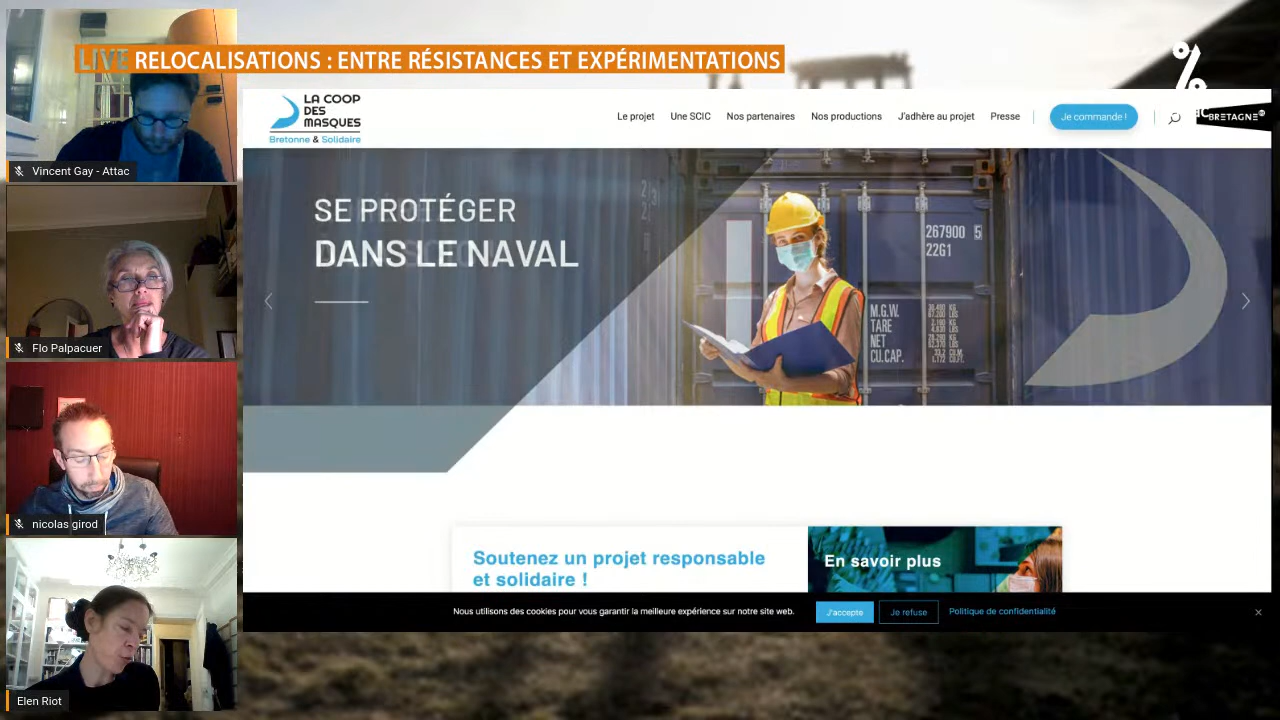 LIVE RELOCALISATIONS : ENTRE RÉSISTANCES ET EXPÉRIMENTATIONS
Vincent Gay - Attac
Flo Palpacuer
nicolas girod
Elen Riot
LA COOP
DES
MASQUES
Bretonne & Solidaire
Le projet Une SCIC Nos partenaires Nos productions J'adhère au projet Presse Je commande !
BRETAGNE
SE PROTÉGER
DANS LE NAVAL
267900 5
22G1
M.G.W.
TARE
NET
CU.CAP.
Soutenez un projet responsable
et solidaire !
En savoir plus
Nous utilisons des cookies pour vous garantir la meilleure expérience sur notre site web. J'accepte Je refuse Politique de confidentialité